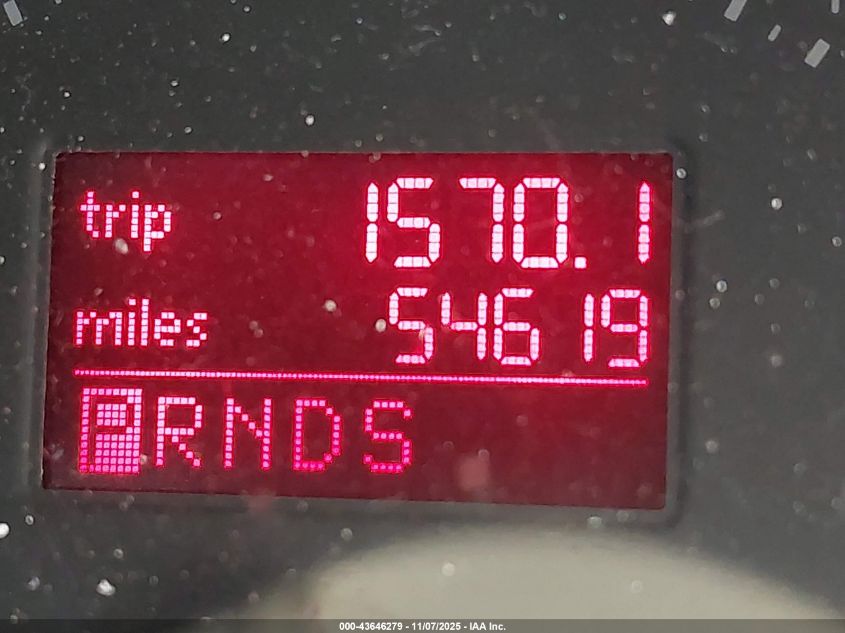 trip 1570.1
miles 54619
PRNDS
000-43646279 - 11/07/2025 - IAA Inc.